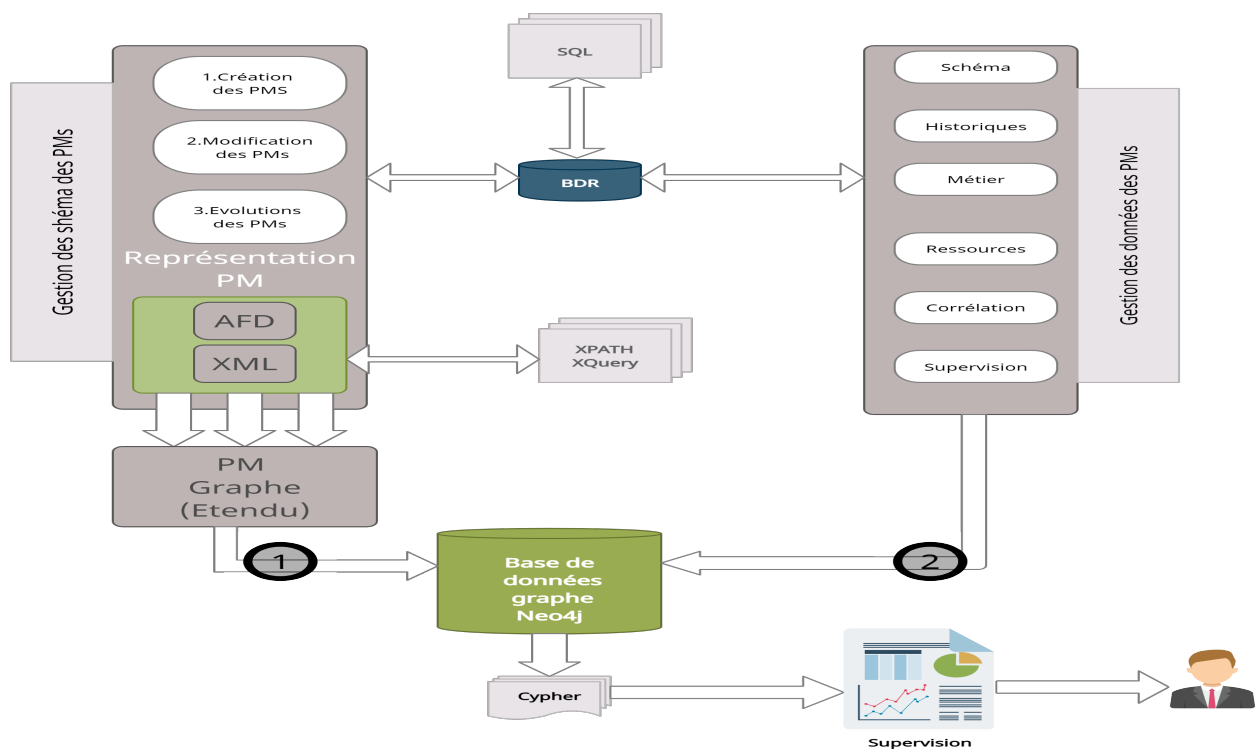 Gestion des shéma des PMs
1.Création
des PMS
2.Modification
des PMs
3.Evolutions
des PMs
Représentation
PM
AFD
XML
PM
Graphe
(Etendu)
SQL
BDR
XPATH
XQuery
Schéma
Historiques
Métier
Ressources
Corrélation
Supervision
Gestion des données des PMs
1
2
Base de
données
graphe
Neo4j
Cypher
Supervision